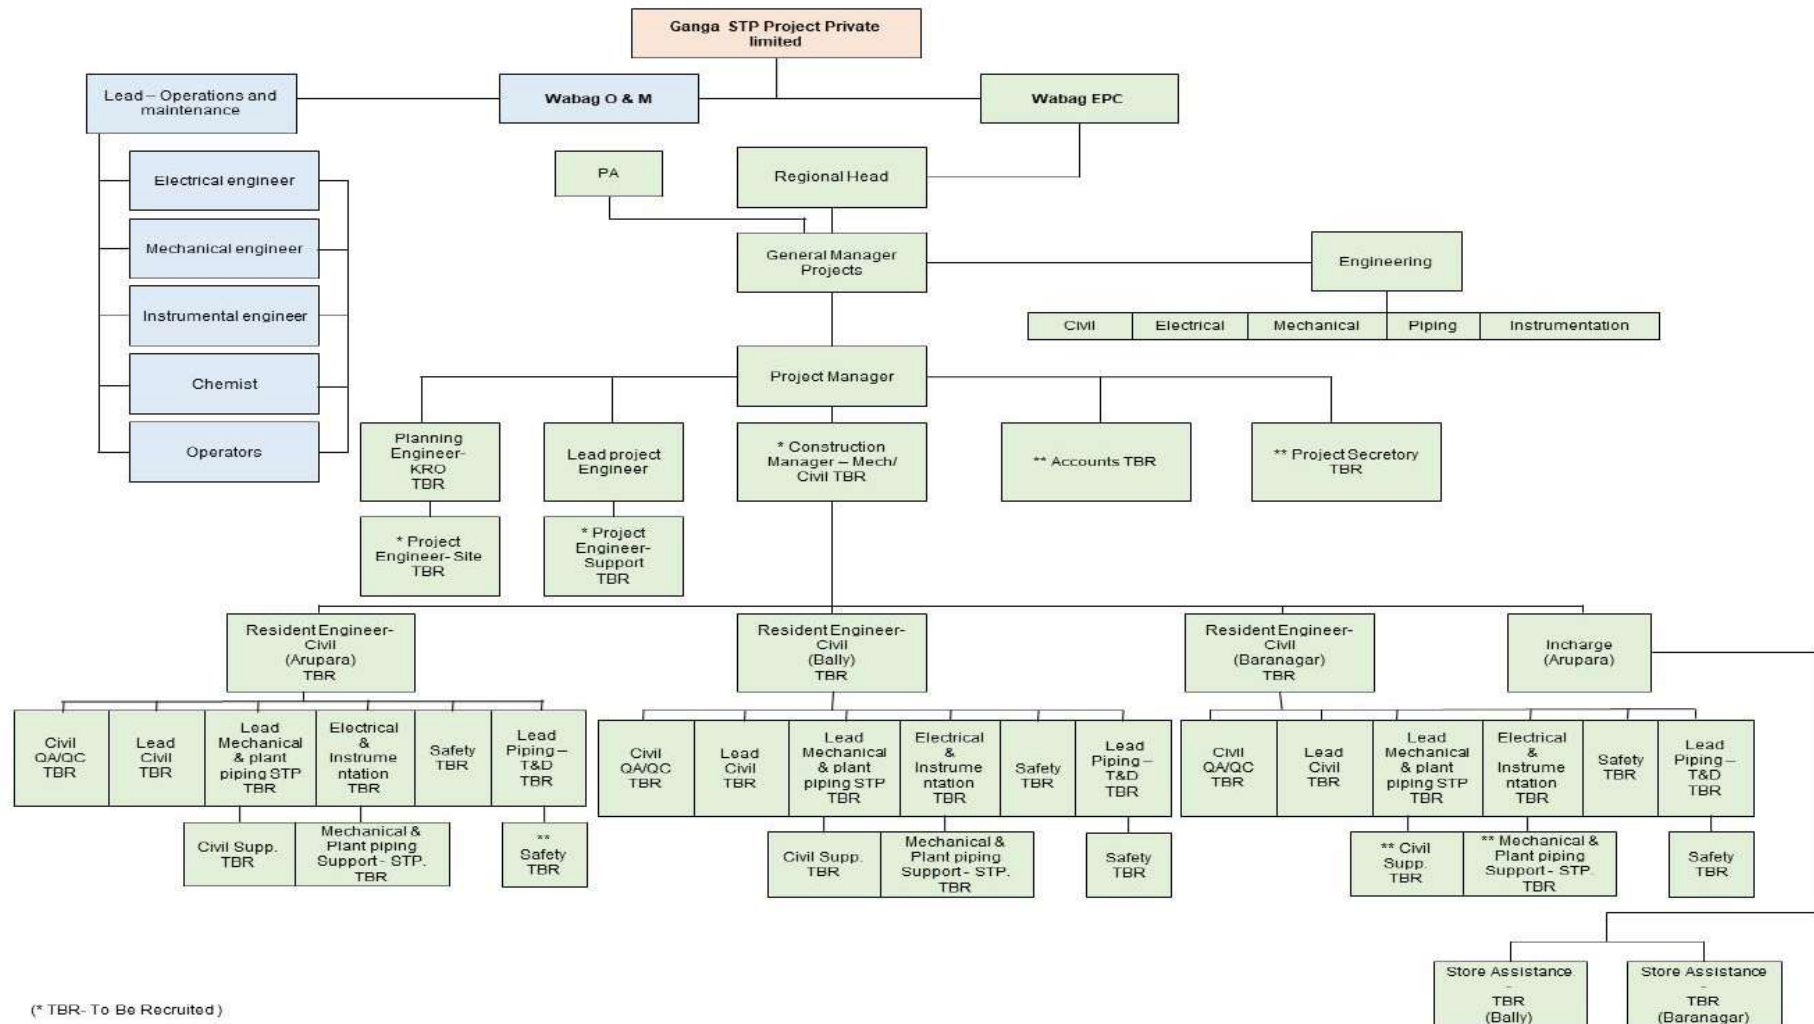 Ganga STP Project Private
limited
Lead – Operations and
maintenance
Wabag O & M
Wabag EPC
Electrical engineer
Mechanical engineer
Instrumental engineer
Chemist
Operators
PA
Regional Head
General Manager
Projects
Engineering
Civil
Electrical
Mechanical
Piping
Instrumentation
Project Manager
Planning
Engineer-
KRO
TBR
Lead project
Engineer
* Construction
Manager – Mech/
Civil TBR
** Accounts TBR
** Project Secretory
TBR
* Project
Engineer- Site
TBR
* Project
Engineer-
Support
TBR
Resident Engineer-
Civil
(Arupara)
TBR
Resident Engineer-
Civil
(Bally)
TBR
Resident Engineer-
Civil
(Baranagar)
TBR
Incharge
(Arupara)
Civil
QA/QC
TBR
Lead
Civil
TBR
Lead
Mechanical
& plant
piping STP
TBR
Electrical
&
Instrume
ntation
TBR
Safety
TBR
Lead
Piping –
T&D
TBR
Civil
QA/QC
TBR
Lead
Civil
TBR
Lead
Mechanical
& plant
piping STP
TBR
Electrical
&
Instrume
ntation
TBR
Safety
TBR
Lead
Piping –
T&D
TBR
Civil
QA/QC
TBR
Lead
Civil
TBR
Lead
Mechanical
& plant
piping STP
TBR
Electrical
&
Instrume
ntation
TBR
Safety
TBR
Lead
Piping –
T&D
TBR
Civil Supp.
TBR
Mechanical &
Plant piping
Support - STP.
TBR
**
Safety
TBR
Civil Supp.
TBR
Mechanical &
Plant piping
Support - STP.
TBR
Safety
TBR
** Civil
Supp.
TBR
** Mechanical &
Plant piping
Support - STP.
TBR
Safety
TBR
Store Assistance
-
TBR
(Bally)
Store Assistance
-
TBR
(Baranagar)
(* TBR- To Be Recruited )